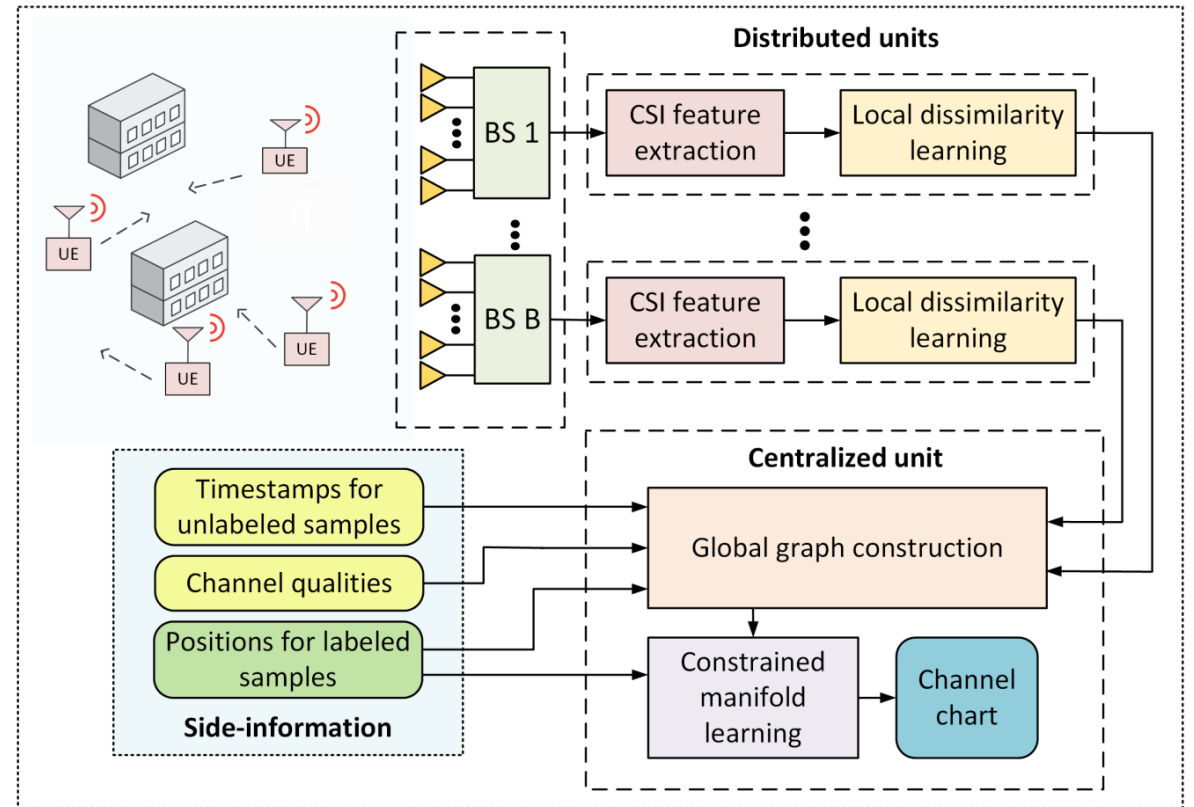 Distributed units
BS 1
CSI feature
extraction
Local dissimilarity
learning
UE
UE
BS B
CSI feature
extraction
Local dissimilarity
learning
UE
UE
Centralized unit
Timestamps for
unlabeled samples
Global graph construction
Channel qualities
Positions for labeled
samples
Constrained
manifold
learning
Channel
chart
Side-information